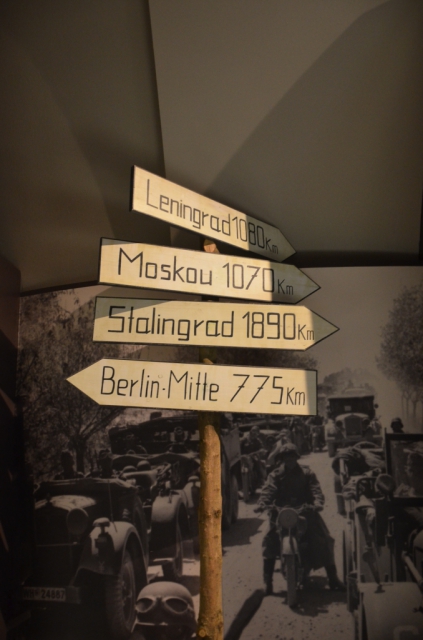 Leningrad 1080 Km
Moskou 1070 Km
Stalingrad 1890 Km
Berlin-Mitte 775 Km